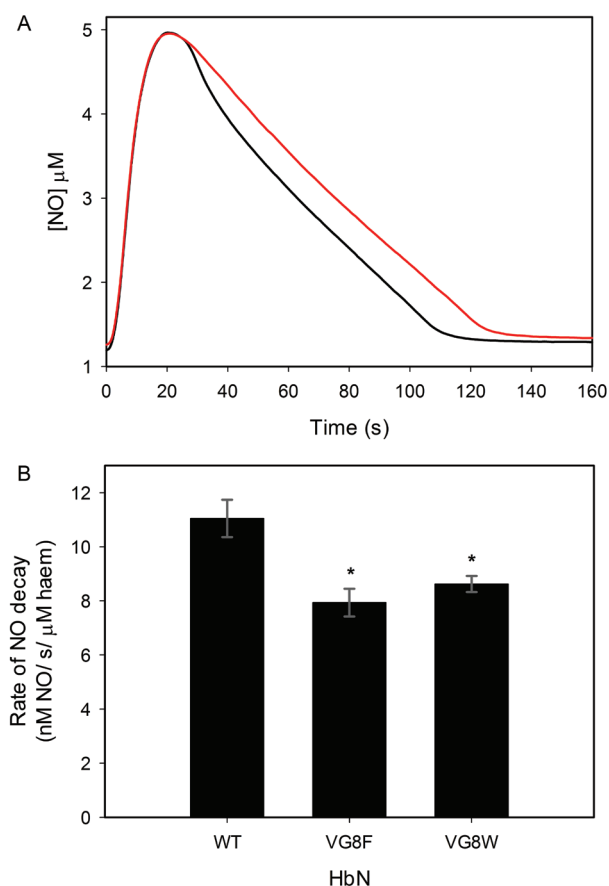 A
5
4
3
2
1
[NO] μM
0 20 40 60 80 100 120 140 160
Time (s)
B
12
10
8
6
4
2
0
Rate of NO decay
(nM NO/ s/ μM haem)
* *
WT VG8F VG8W
HbN